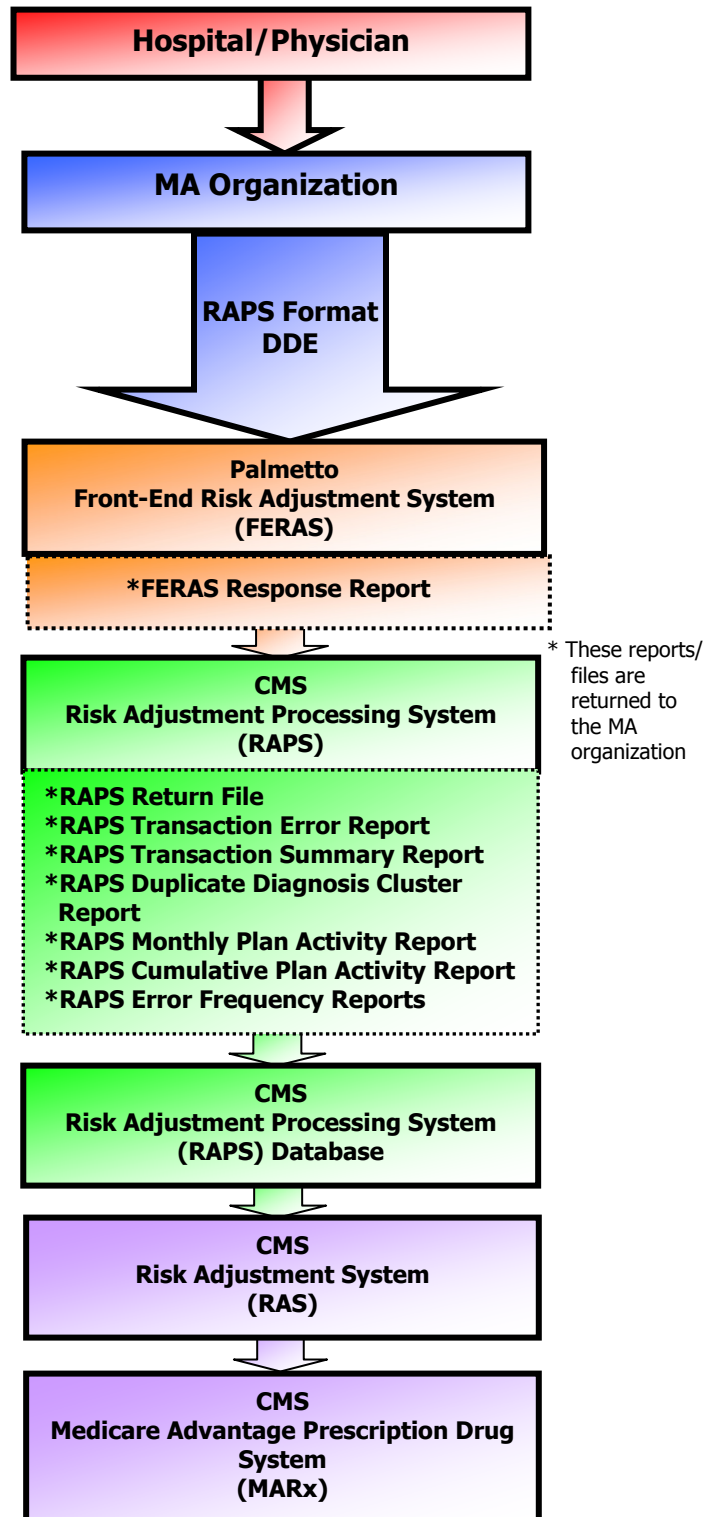 Hospital/Physician
MA Organization
RAPS Format
DDE
Palmetto
Front-End Risk Adjustment System
(FERAS)
*FERAS Response Report
* These reports/
files are
returned to
the MA
organization
CMS
Risk Adjustment Processing System
(RAPS)
*RAPS Return File
*RAPS Transaction Error Report
*RAPS Transaction Summary Report
*RAPS Duplicate Diagnosis Cluster
Report
*RAPS Monthly Plan Activity Report
*RAPS Cumulative Plan Activity Report
*RAPS Error Frequency Reports
CMS
Risk Adjustment Processing System
(RAPS) Database
CMS
Risk Adjustment System
(RAS)
CMS
Medicare Advantage Prescription Drug
System
(MARx)